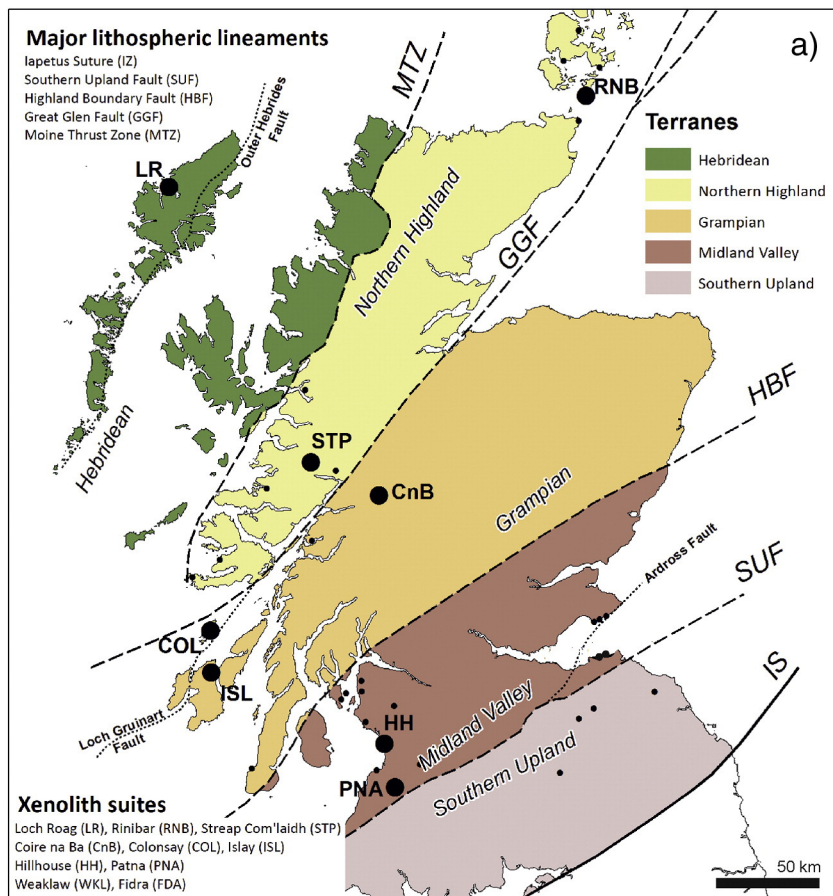 Major lithospheric lineaments
Iapetus Suture (IZ)
Southern Upland Fault (SUF)
Highland Boundary Fault (HBF)
Great Glen Fault (GGF)
Moine Thrust Zone (MTZ)
a)
MTZ
RNB
Outer Hebrides
Fault
LR
Terranes
Hebridean
Northern Highland
Grampian
Midland Valley
Southern Upland
Northern Highland
GGF
HBF
Hebridean
STP
CnB
Grampian
Ardross Fault
SUF
COL
ISL
IS
Loch Gruinart
Fault
HH
Midland Valley
PNA
Southern Upland
Xenolith suites
Loch Roag (LR), Rinibar (RNB), Streap Com'laidh (STP)
Coire na Ba (CnB), Colonsay (COL), Islay (ISL)
Hillhouse (HH), Patna (PNA)
Weaklaw (WKL), Fidra (FDA)
50 km